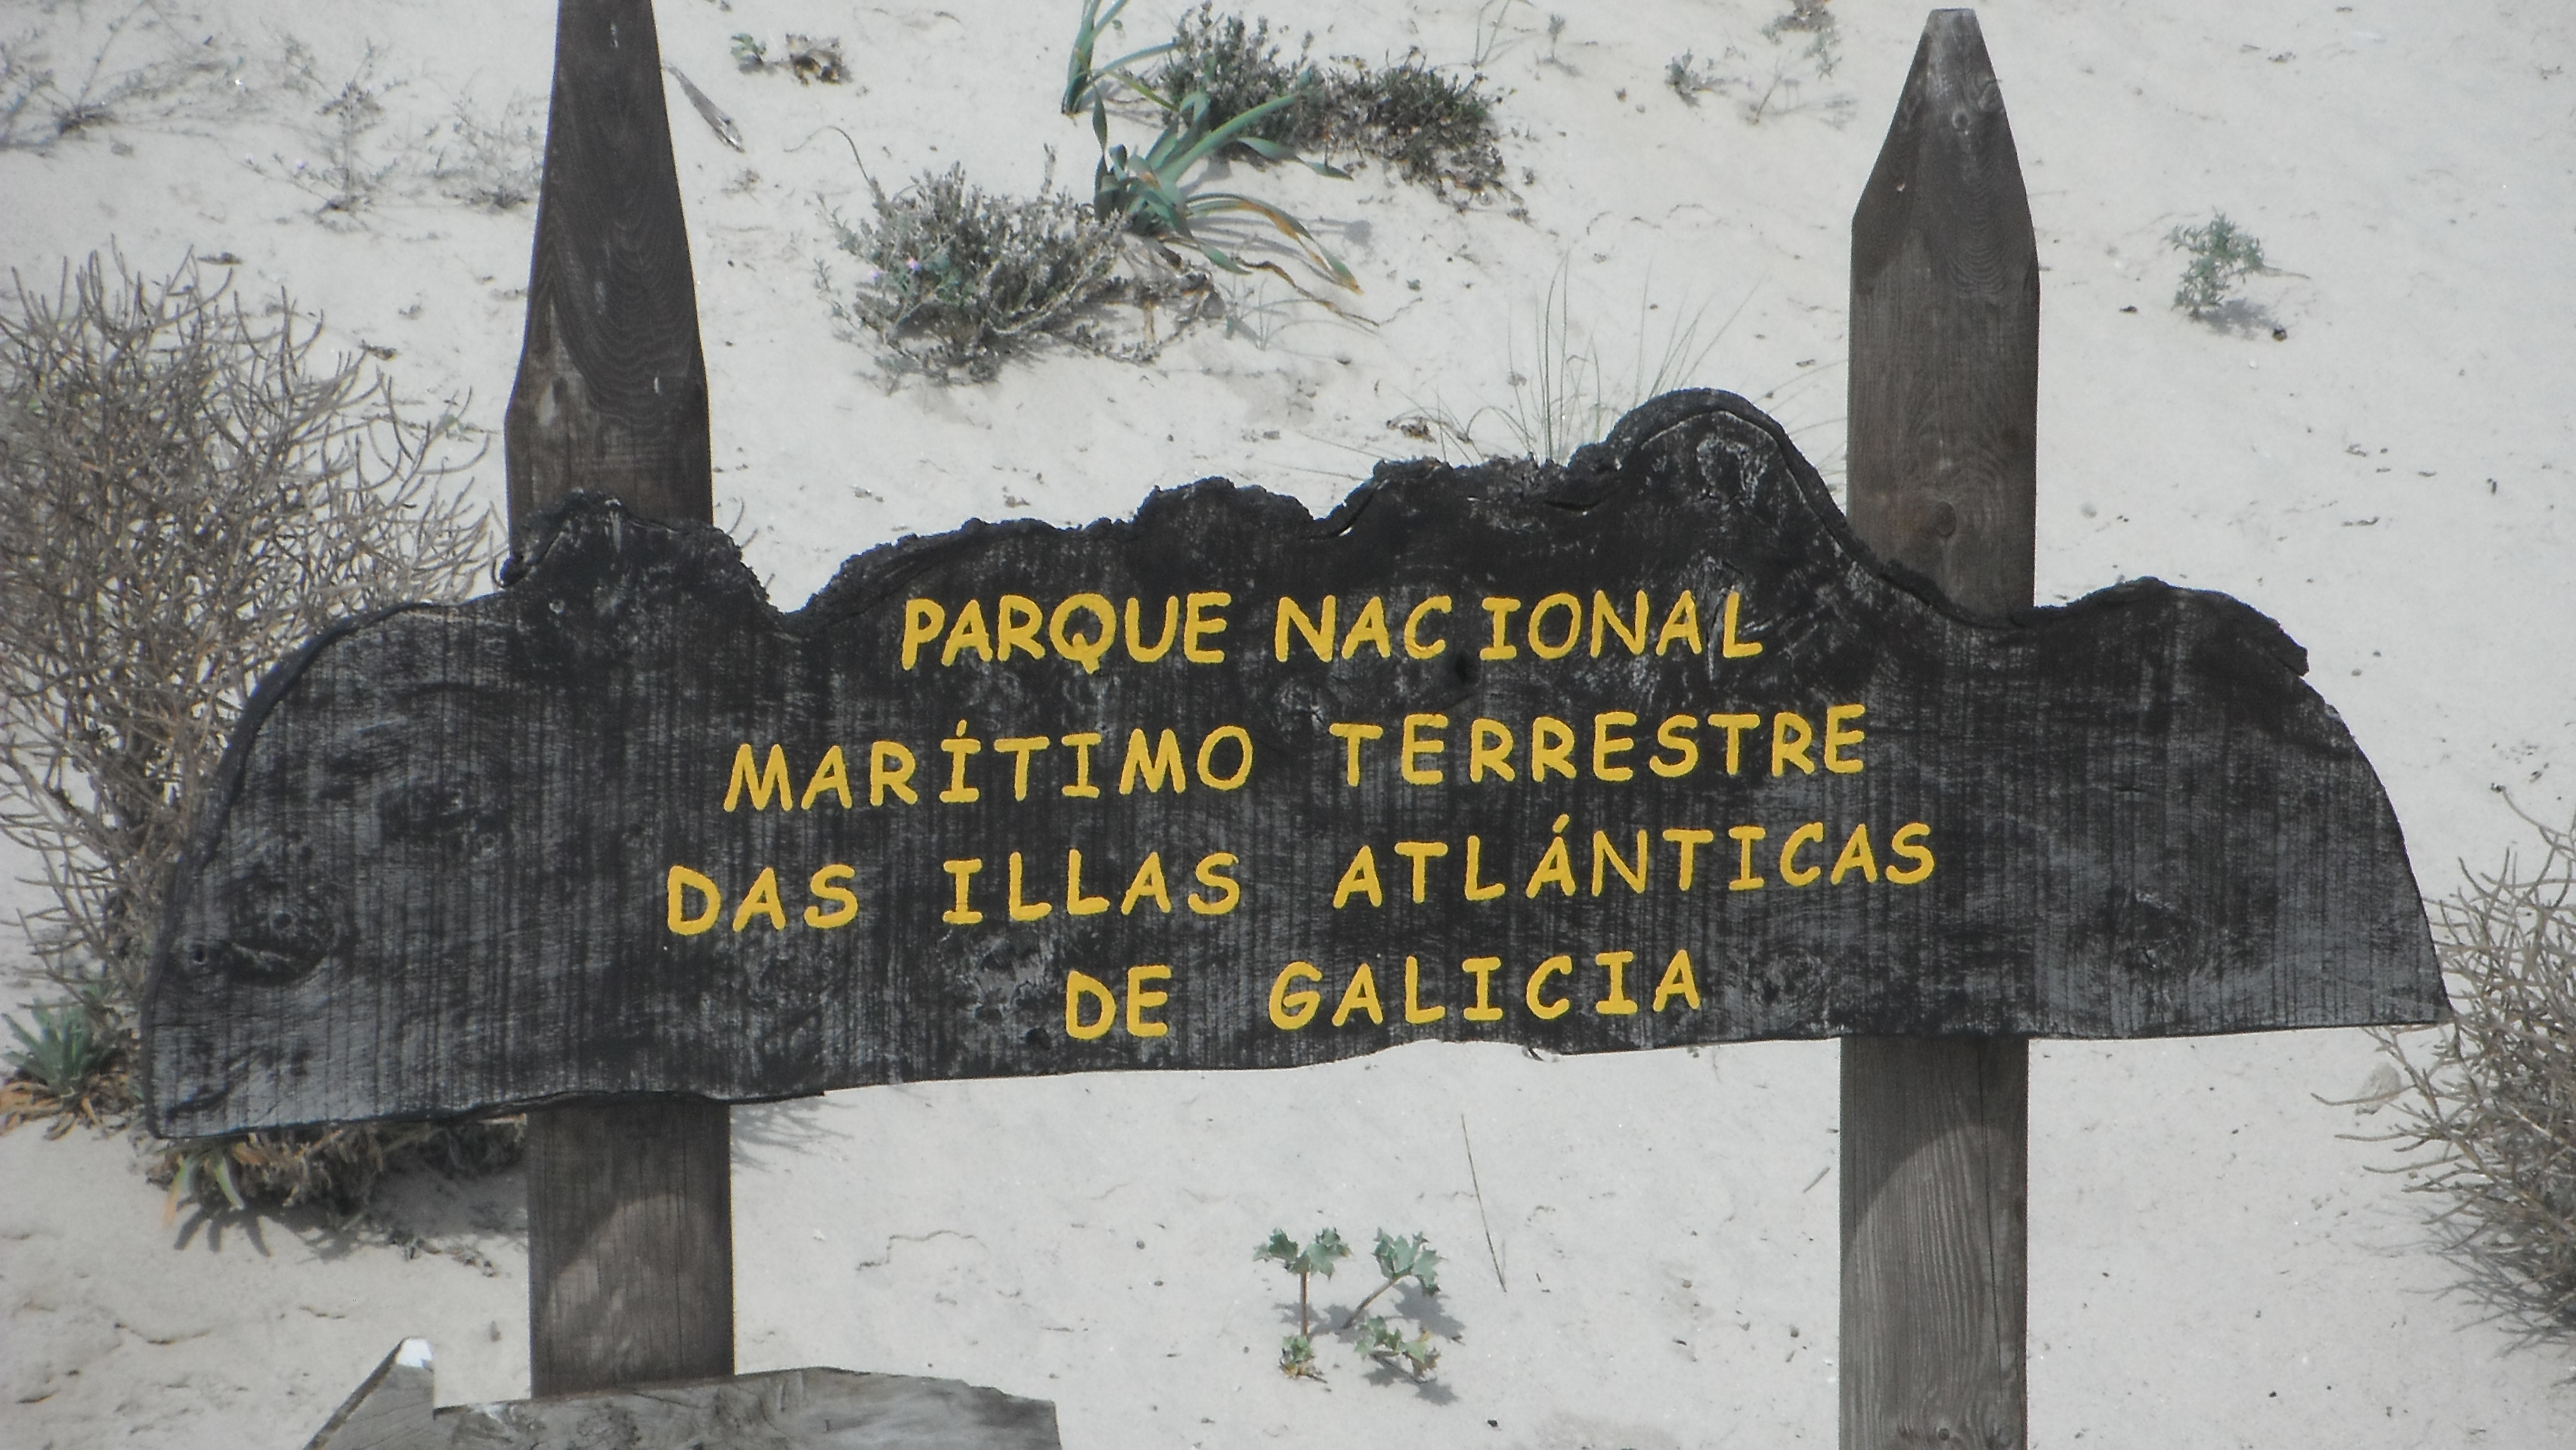 PARQUE NACIONAL
MARÍTIMO TERRESTRE
DAS ILLAS ATLÁNTICAS
DE GALICIA